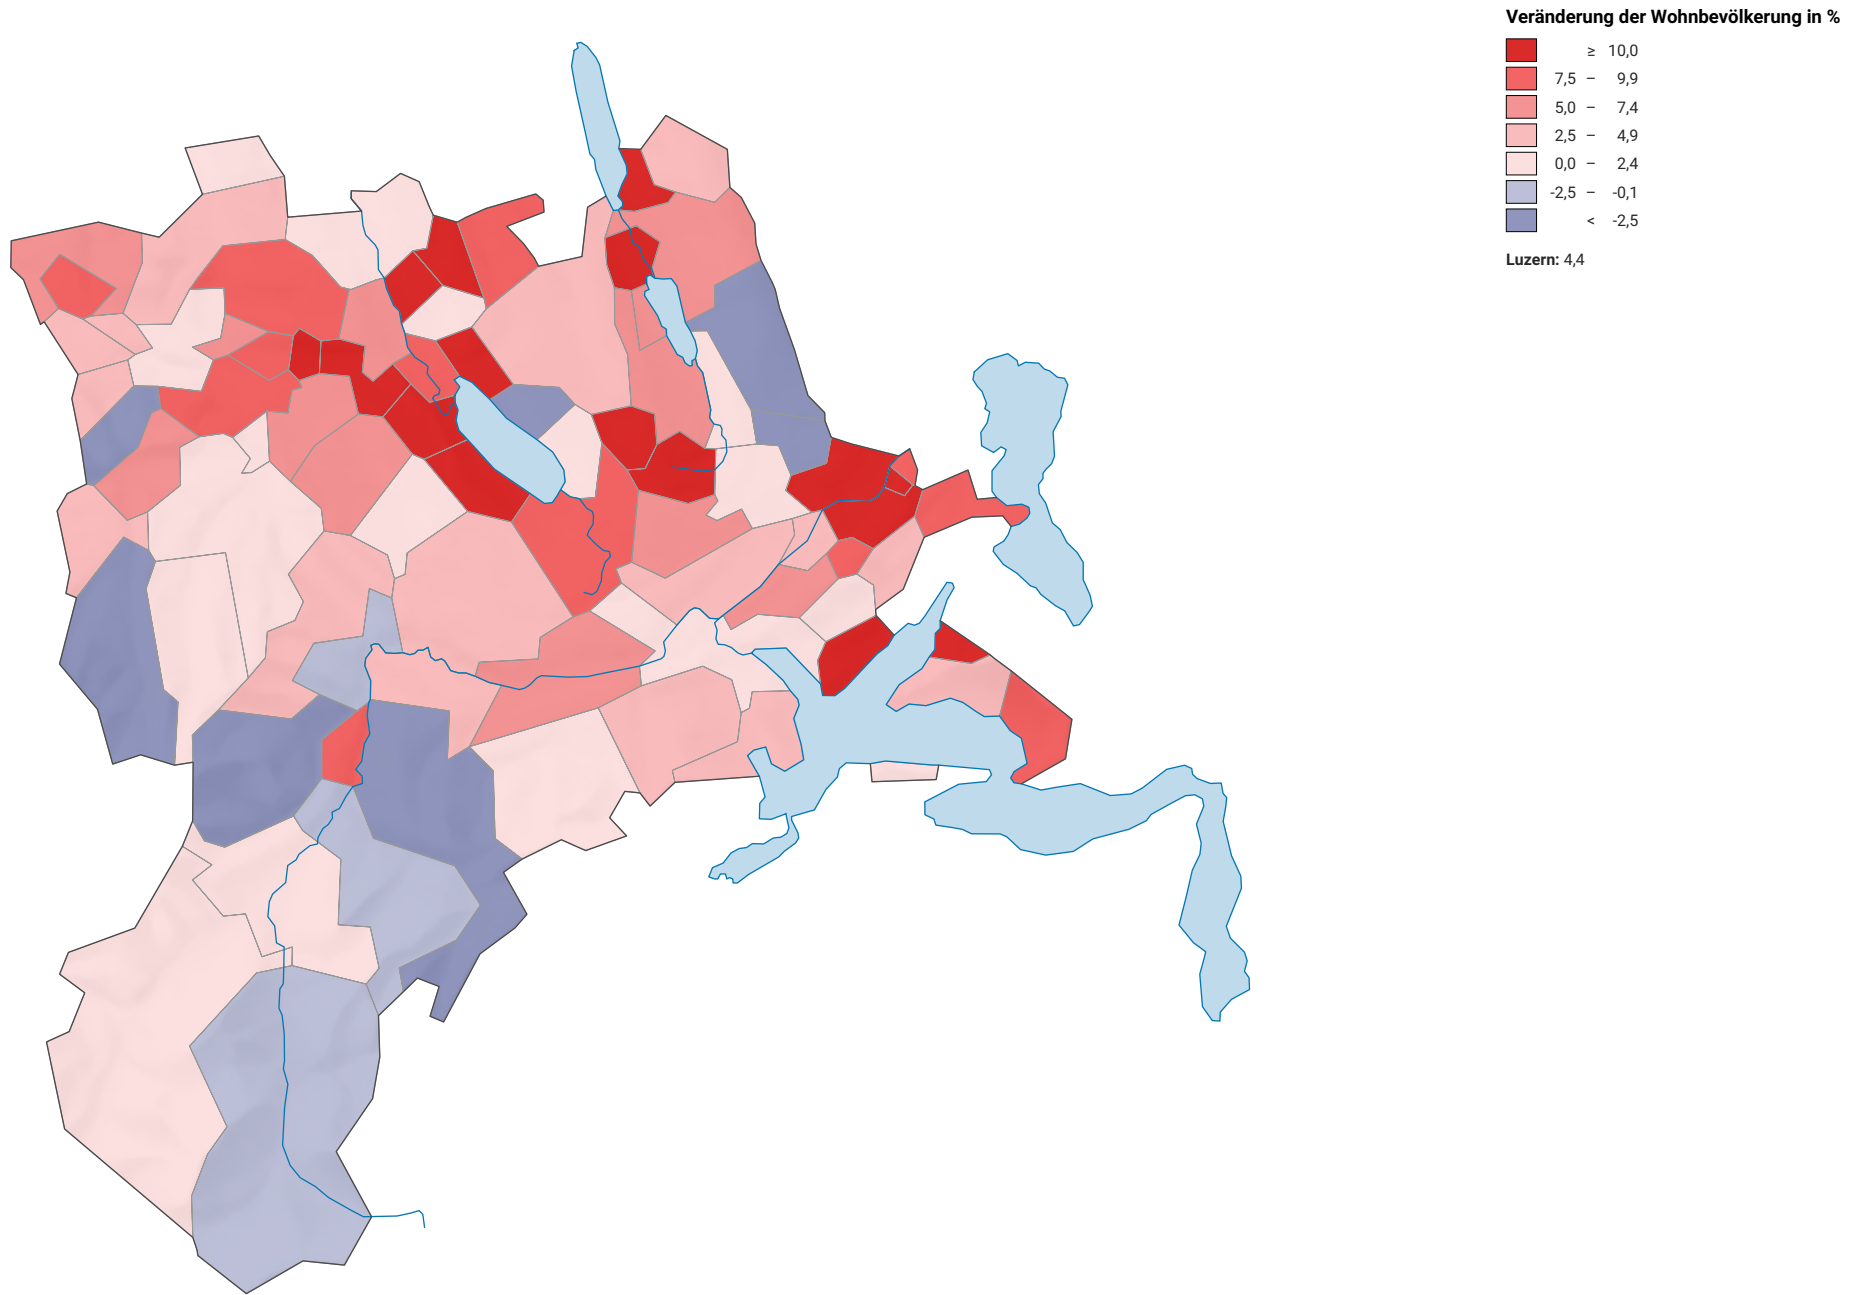 Veränderung der Wohnbevölkerung in %
≥ 10,0
7,5 – 9,9
5,0 – 7,4
2,5 – 4,9
0,0 – 2,4
-2,5 – -0,1
< -2,5
Luzern: 4,4